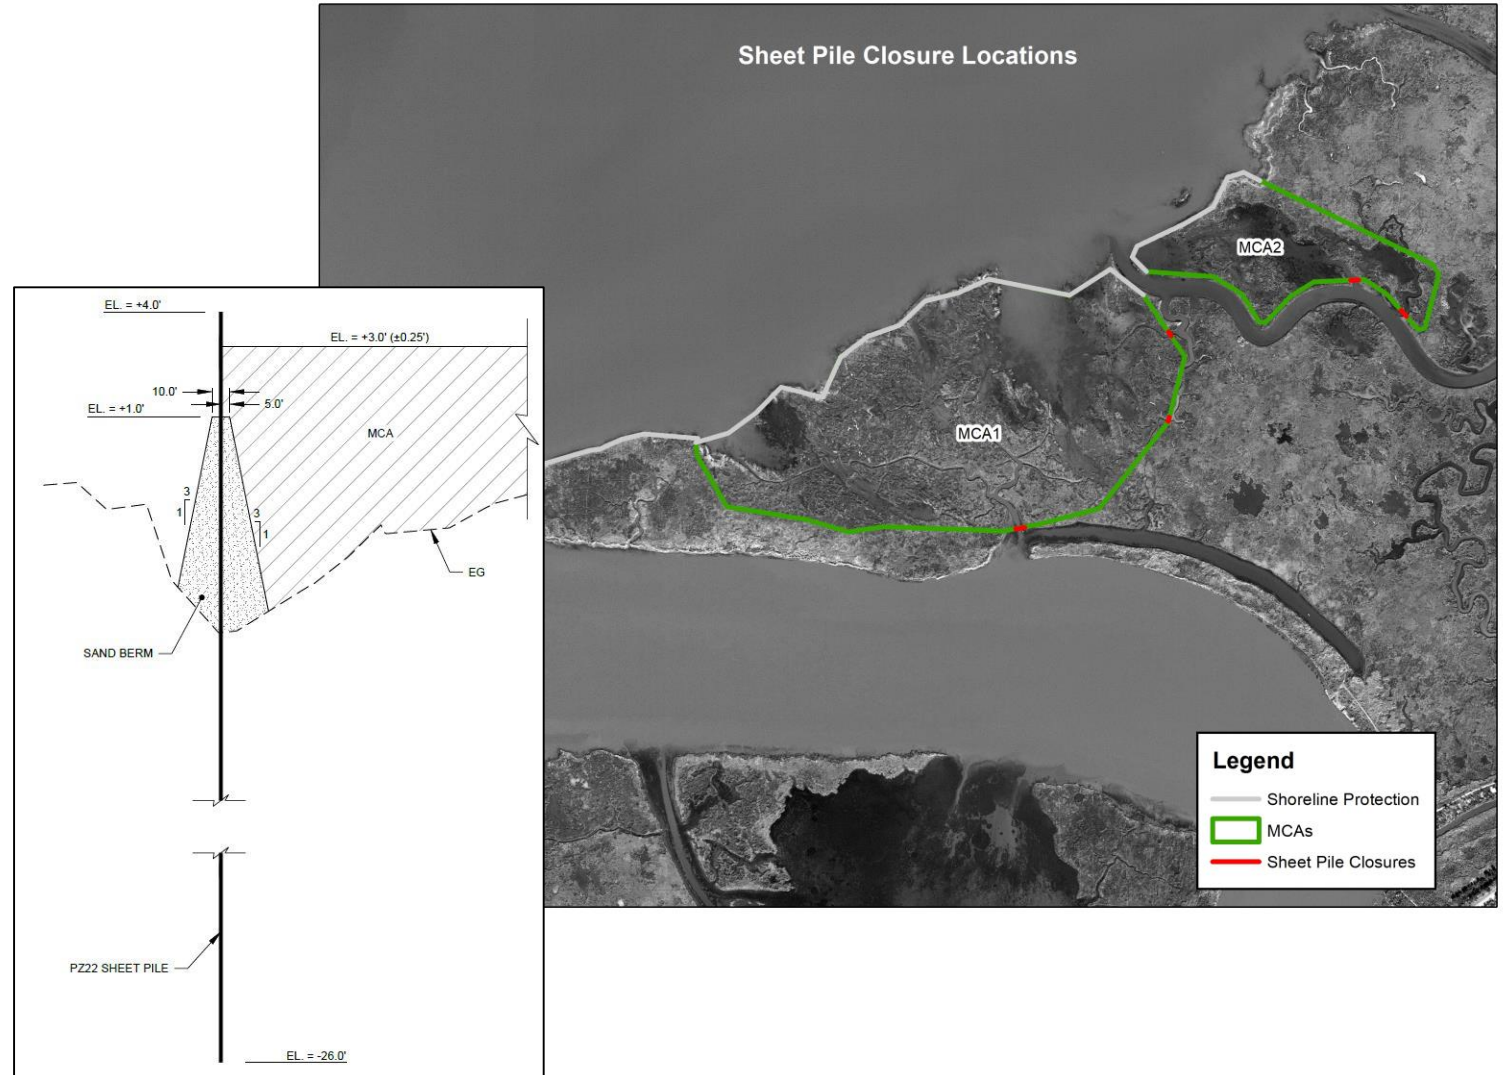 Sheet Pile Closure Locations
MCA2
MCA1
Legend
Shoreline Protection
MCAs
Sheet Pile Closures
EL. = +4.0'
EL. = +3.0' (±0.25')
10.0'
5.0'
EL. = +1.0'
MCA
3
1
3
1
EG
SAND BERM
PZ22 SHEET PILE
EL. = -26.0'